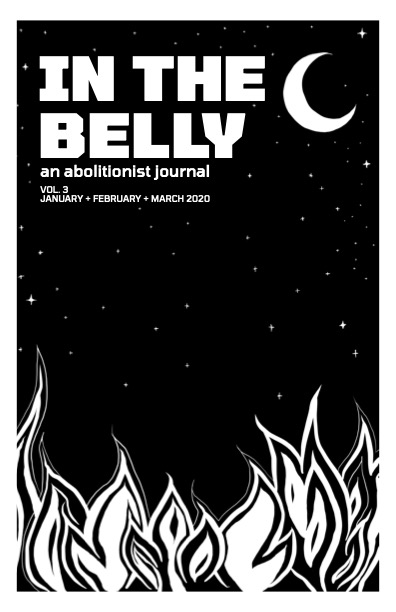 IN THE
BELLY
an abolitionist journal
VOL. 3
JANUARY + FEBRUARY + MARCH 2020